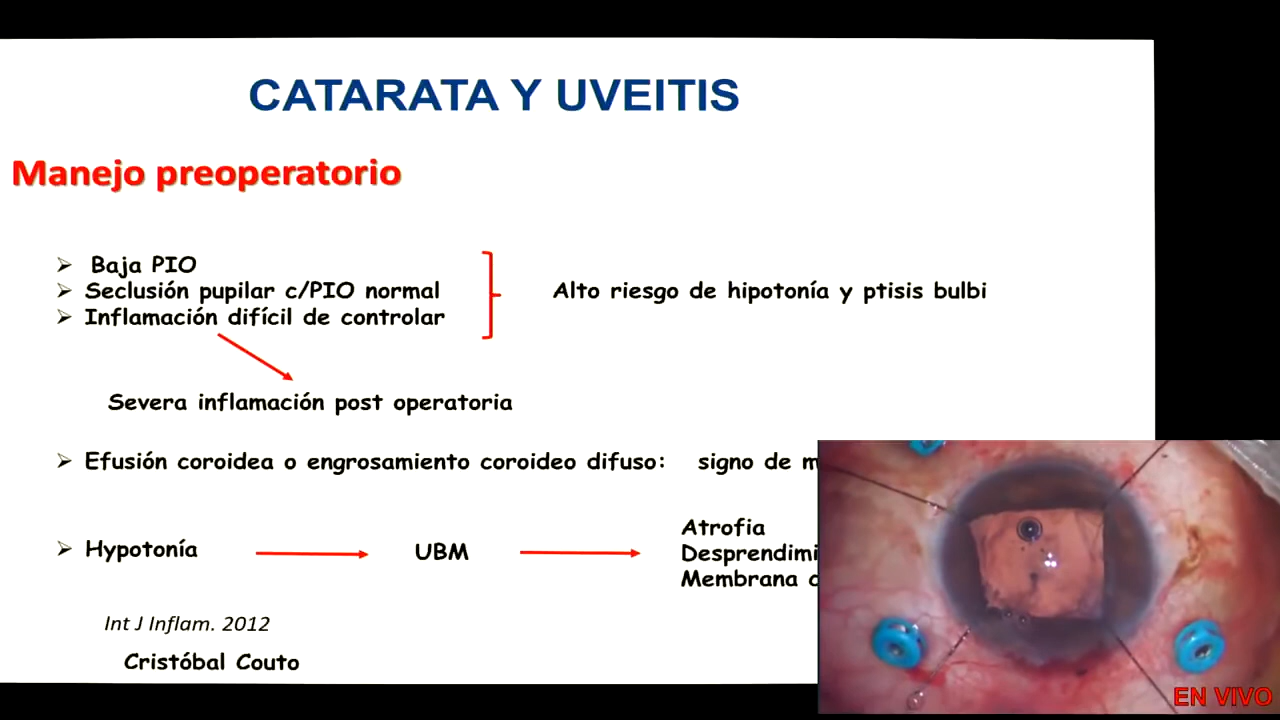 CATARATA Y UVEITIS
Manejo preoperatorio
Baja PIO
Seclusión pupilar c/PIO normal
Inflamación difícil de controlar
Alto riesgo de hipotonía y ptisis bulbi
Severa inflamación post operatoria
Efusión coroidea o engrosamiento coroideo difuso: signo de
Hypotonía
UBM
Atrofia
Membrana
Int J Inflam. 2012
Cristóbal Couto
EN VIVO